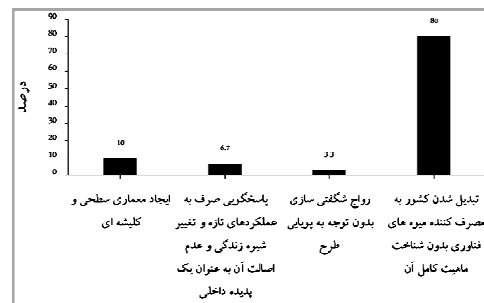 درصد
90
80
70
60
50
40
30
20
10
0
10
6.7
3.3
80
ایجاد معماری سطحی و
کلیشه ای
پاسخگویی صرف به
عملکردهای تازه و تغییر
شیوه زندگی و عدم
اصالت آن به عنوان یک
پدیده داخلی
رواج شگفتی سازی
بدون توجه به پویایی
طرح
تبدیل شدن کشور به
مصرف کننده میوه های
فناوری بدون شناخت
ماهیت کامل آن